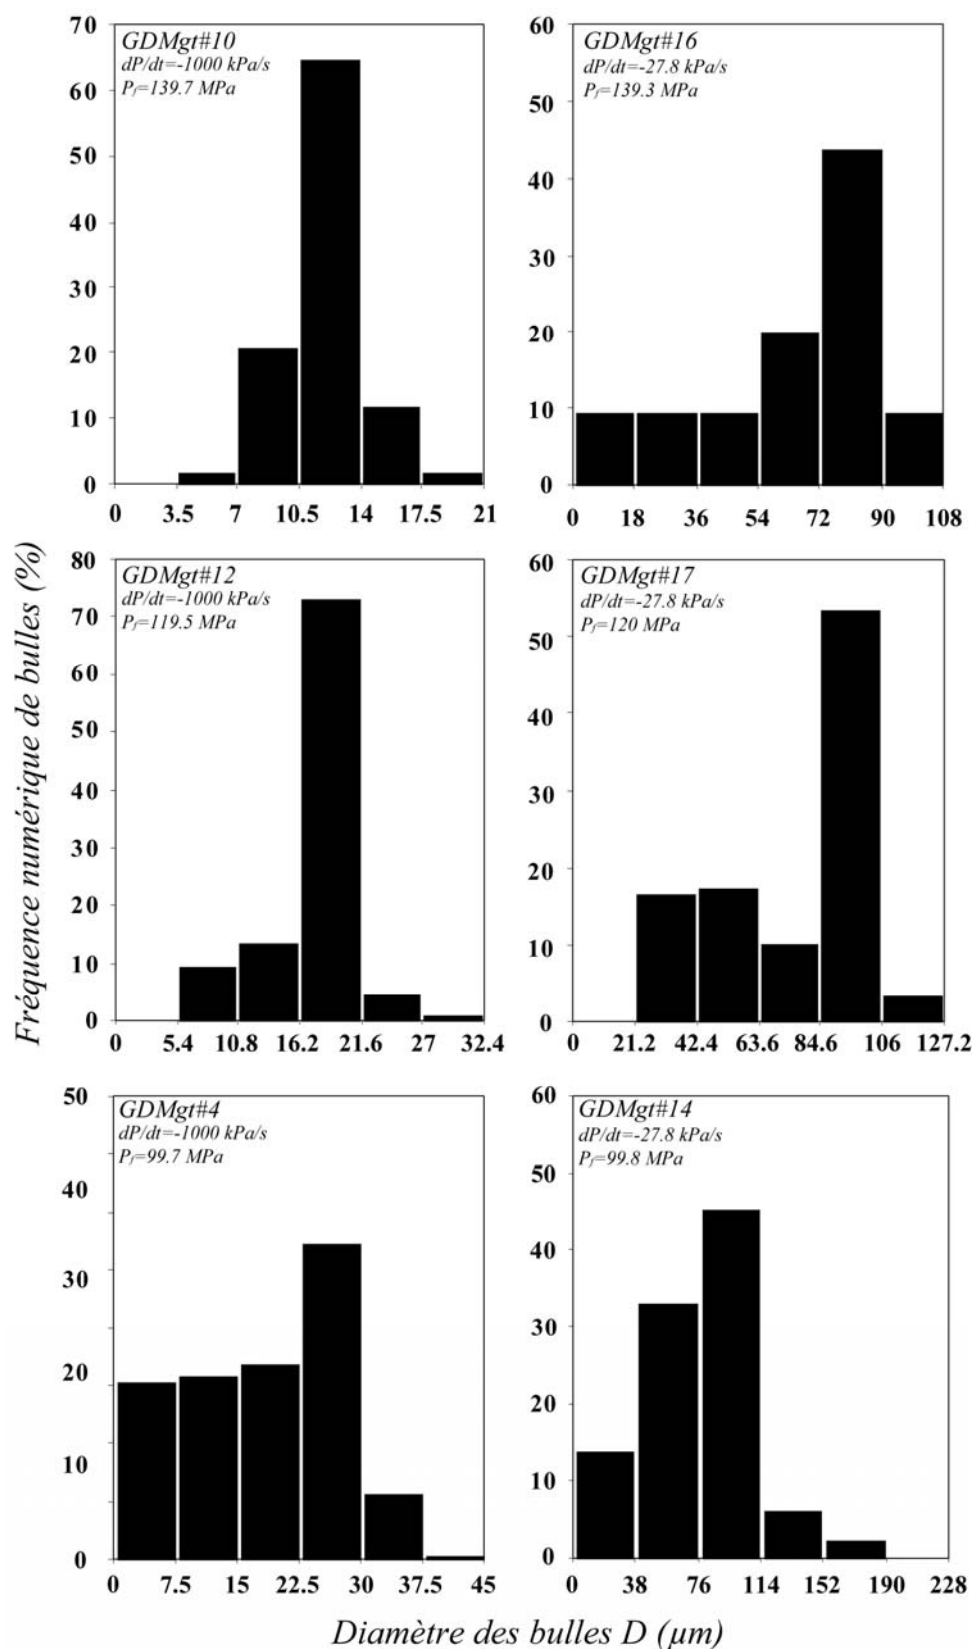 Fréquence numérique de bulles (%)
GDMgt#10
dP/dt=-1000 kPa/s
Pf=139.7 MPa
70
60
50
40
30
20
10
0
0 3.5 7 10.5 14 17.5 21
GDMgt#16
dP/dt=-27.8 kPa/s
Pf=139.3 MPa
60
50
40
30
20
10
0
0 18 36 54 72 90 108
GDMgt#12
dP/dt=-1000 kPa/s
Pf=119.5 MPa
80
70
60
50
40
30
20
10
0
0 5.4 10.8 16.2 21.6 27 32.4
GDMgt#17
dP/dt=-27.8 kPa/s
Pf=120 MPa
60
50
40
30
20
10
0
0 21.2 42.4 63.6 84.6 106 127.2
GDMgt#4
dP/dt=-1000 kPa/s
Pf=99.7 MPa
50
40
30
20
10
0
0 7.5 15 22.5 30 37.5 45
GDMgt#14
dP/dt=-27.8 kPa/s
Pf=99.8 MPa
60
50
40
30
20
10
0
0 38 76 114 152 190 228
Diamètre des bulles D (µm)